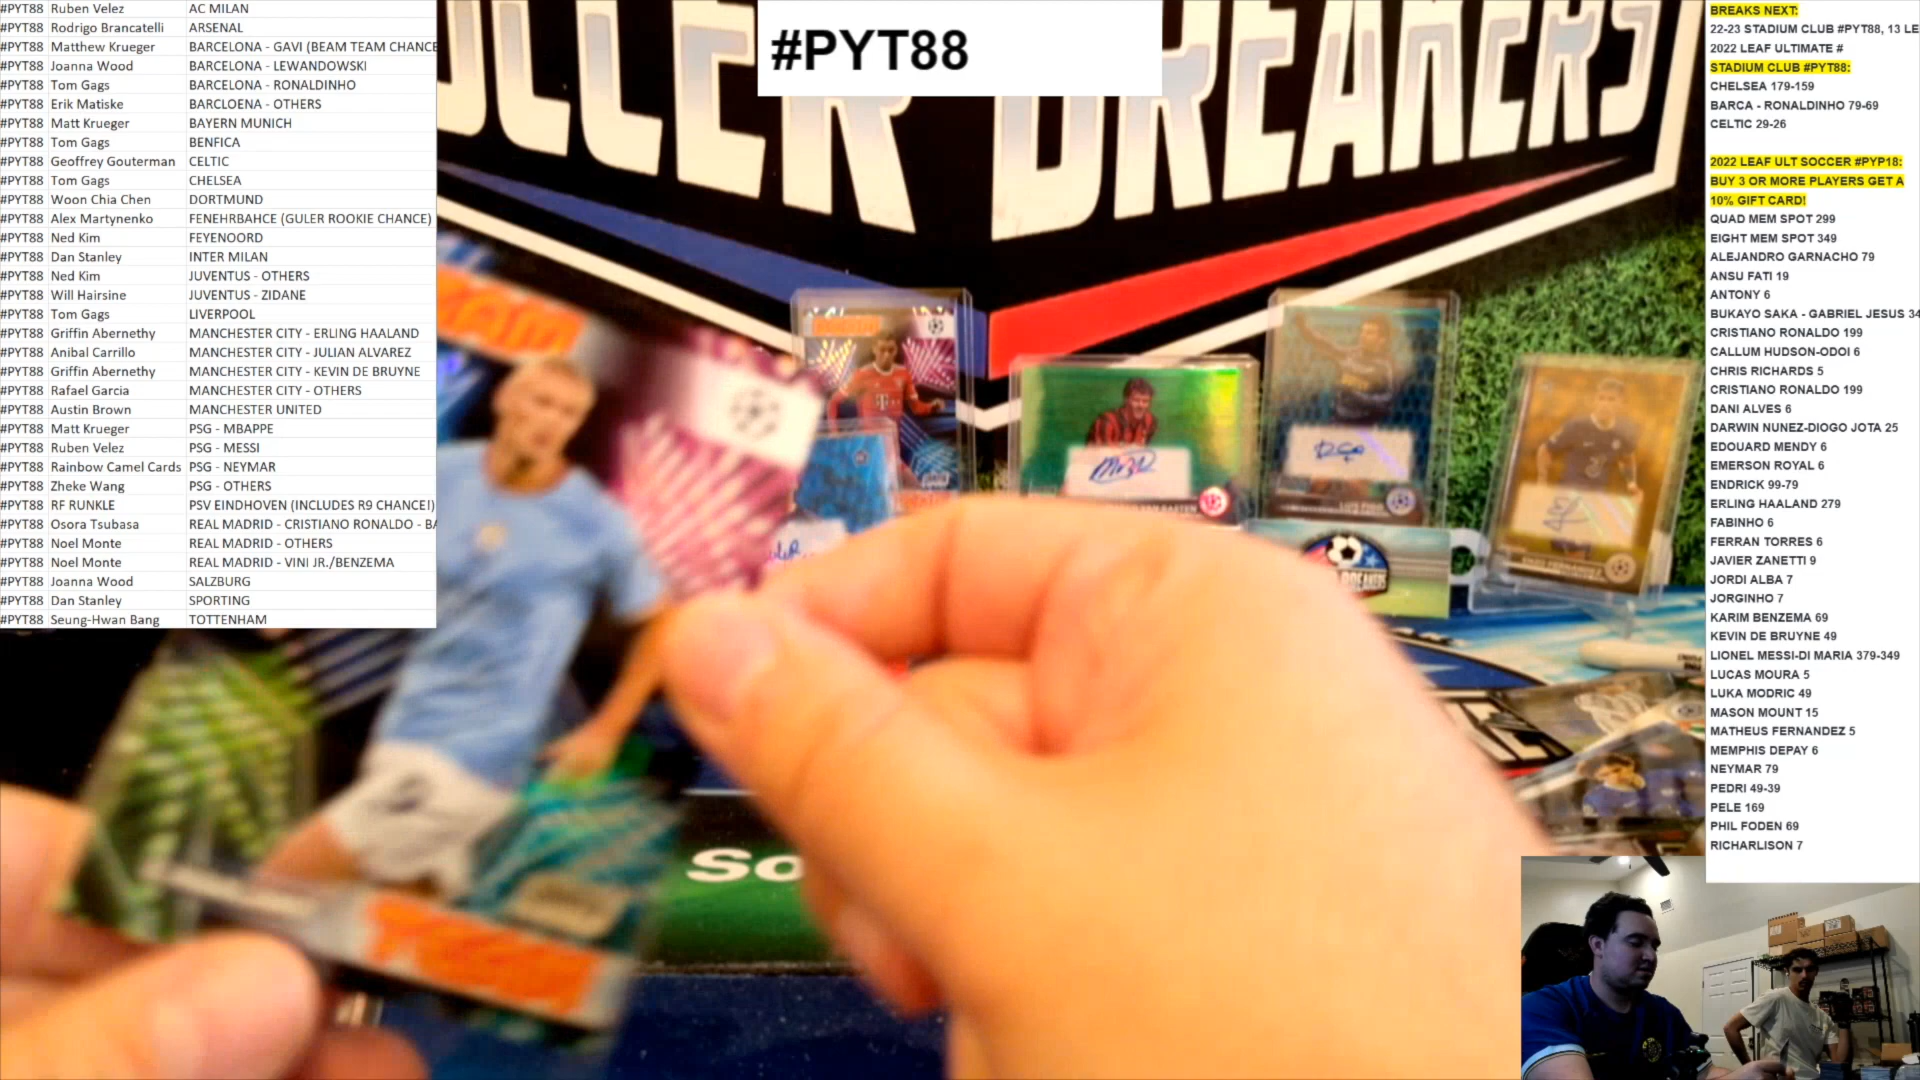 #PYT88 Ruben Velez AC MILAN
#PYT88 Rodrigo Brancatelli ARSENAL
#PYT88 Matthew Krueger BARCELONA - GAVI (BEAM TEAM CHANCE
#PYT88 Joanna Wood BARCELONA - LEWANDOWSKI
#PYT88 Tom Gags BARCELONA - RONALDINHO
#PYT88 Erik Matiske BARCLOENA - OTHERS
#PYT88 Matt Krueger BAYERN MUNICH
#PYT88 Tom Gags BENFICA
#PYT88 Geoffrey Gouterman CELTIC
#PYT88 Tom Gags CHELSEA
#PYT88 Woon Chia Chen DORTMUND
#PYT88 Alex Martynenko FENEHRBAHCE (GULER ROOKIE CHANCE)
#PYT88 Ned Kim FEYENOORD
#PYT88 Dan Stanley INTER MILAN
#PYT88 Ned Kim JUVENTUS - OTHERS
#PYT88 Will Hairsine JUVENTUS - ZIDANE
#PYT88 Tom Gags LIVERPOOL
#PYT88 Griffin Abernethy MANCHESTER CITY - ERLING HAALAND
#PYT88 Anibal Carrillo MANCHESTER CITY - JULIAN ALVAREZ
#PYT88 Griffin Abernethy MANCHESTER CITY - KEVIN DE BRUYNE
#PYT88 Rafael Garcia MANCHESTER CITY - OTHERS
#PYT88 Austin Brown MANCHESTER UNITED
#PYT88 Matt Krueger PSG - MBAPPE
#PYT88 Ruben Velez PSG - MESSI
#PYT88 Rainbow Camel Cards PSG - NEYMAR
#PYT88 Zheke Wang PSG - OTHERS
#PYT88 RF RUNKLE PSV EINDHOVEN (INCLUDES R9 CHANCE!)
#PYT88 Osora Tsubasa REAL MADRID - CRISTIANO RONALDO - BA
#PYT88 Noel Monte REAL MADRID - OTHERS
#PYT88 Noel Monte REAL MADRID - VINI JR./BENZEMA
#PYT88 Joanna Wood SALZBURG
#PYT88 Dan Stanley SPORTING
#PYT88 Seung-Hwan Bang TOTTENHAM
#PYT88
OCCER BREAKERS
So
BREAKS NEXT:
22-23 STADIUM CLUB #PYT88, 13 LE
2022 LEAF ULTIMATE #
STADIUM CLUB #PYT88:
CHELSEA 179-159
BARCA - RONALDINHO 79-69
CELTIC 29-26
2022 LEAF ULT SOCCER #PYP18:
BUY 3 OR MORE PLAYERS GET A
10% GIFT CARD!
QUAD MEM SPOT 299
EIGHT MEM SPOT 349
ALEJANDRO GARNACHO 79
ANSU FATI 19
ANTONY 6
BUKAYO SAKA - GABRIEL JESUS 34
CRISTIANO RONALDO 199
CALLUM HUDSON-ODOI 6
CHRIS RICHARDS 5
CRISTIANO RONALDO 199
DANI ALVES 6
DARWIN NUNEZ-DIOGO JOTA 25
EDOUARD MENDY 6
EMERSON ROYAL 6
ENDRICK 99-79
ERLING HAALAND 279
FABINHO 6
FERRAN TORRES 6
JAVIER ZANETTI 9
JORDI ALBA 7
JORGINHO 7
KARIM BENZEMA 69
KEVIN DE BRUYNE 49
LIONEL MESSI-DI MARIA 379-349
LUCAS MOURA 5
LUKA MODRIC 49
MASON MOUNT 15
MATHEUS FERNANDEZ 5
MEMPHIS DEPAY 6
NEYMAR 79
PEDRI 49-39
PELE 169
PHIL FODEN 69
RICHARLISON 7